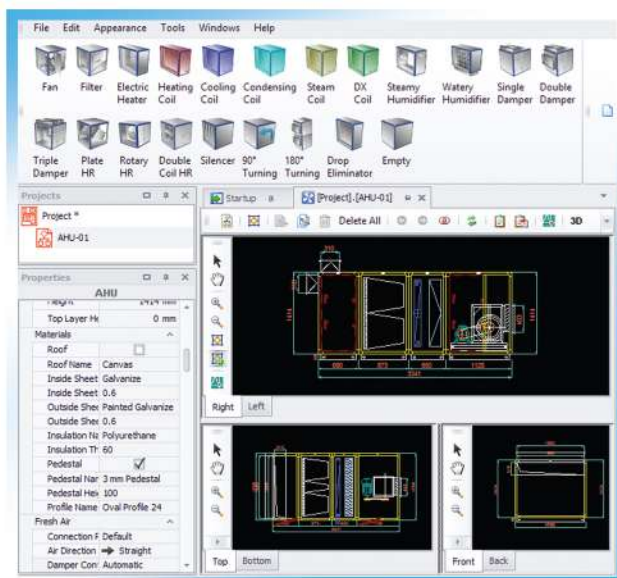 File Edit Appearance Tools Windows Help
Fan Filter Electric Heater Heating Coil Cooling Coil Condensing Coil Steam Coil DX Coil Steamy Humidifier Watery Humidifier Single Damper Double Damper
Triple Damper Plate HR Rotary HR Double Coil HR Silencer 90° Turning 180° Turning Drop Eliminator Empty
Projects
Project *
AHU-01
Startup [Project].[AHU-01]
Delete All 3D
Properties
AHU
Height 1414 mm
Top Layer He 0 mm
Materials
Roof
Roof Name Canvas
Inside Sheet Galvanize
Inside Sheet 0.6
Outside Shee Painted Galvanize
Outside Shee 0.6
Insulation Na Polyurethane
Insulation Th 60
Pedestal
Pedestal Nar 3 mm Pedestal
Pedestal Hei 100
Profile Name Oval Profile 24
Fresh Air
Connection F Default
Air Direction Straight
Damper Con Automatic
Right Left
Top Bottom
Front Back